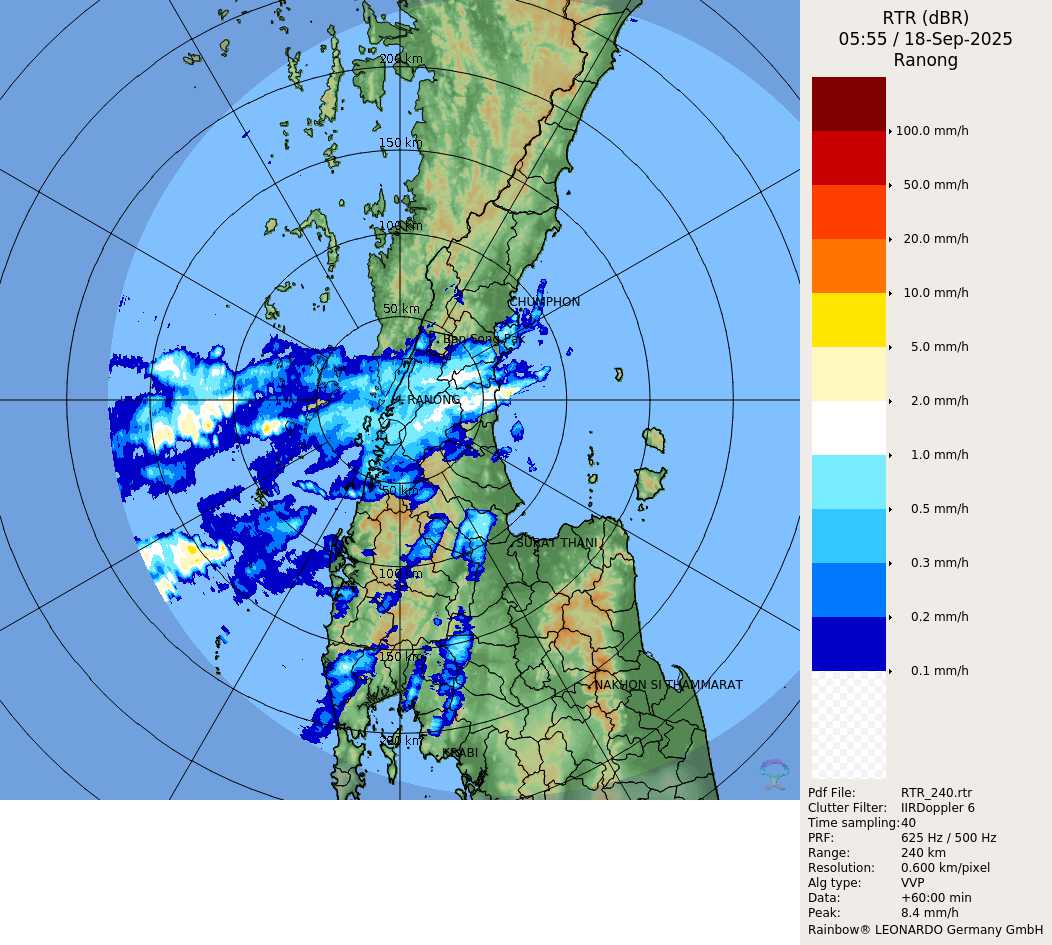 RTR (dBR)
05:55 / 18-Sep-2025
Ranong
100.0 mm/h
50.0 mm/h
20.0 mm/h
10.0 mm/h
5.0 mm/h
2.0 mm/h
1.0 mm/h
0.5 mm/h
0.3 mm/h
0.2 mm/h
0.1 mm/h
Pdf File: RTR_240.rtr
Clutter Filter: IIRDoppler 6
Time sampling: 40
PRF: 625 Hz / 500 Hz
Range: 240 km
Resolution: 0.600 km/pixel
Alg type: VVP
Data: +60:00 min
Peak: 8.4 mm/h
Rainbow® LEONARDO Germany GmbH
200 km
150 km
100 km
50 km
CHUMPHON
Ban Song Pak
RANONG
50 km
SURAT THANI
100 km
150 km
NAKHON SI THAMMARAT
200 km
KRABI